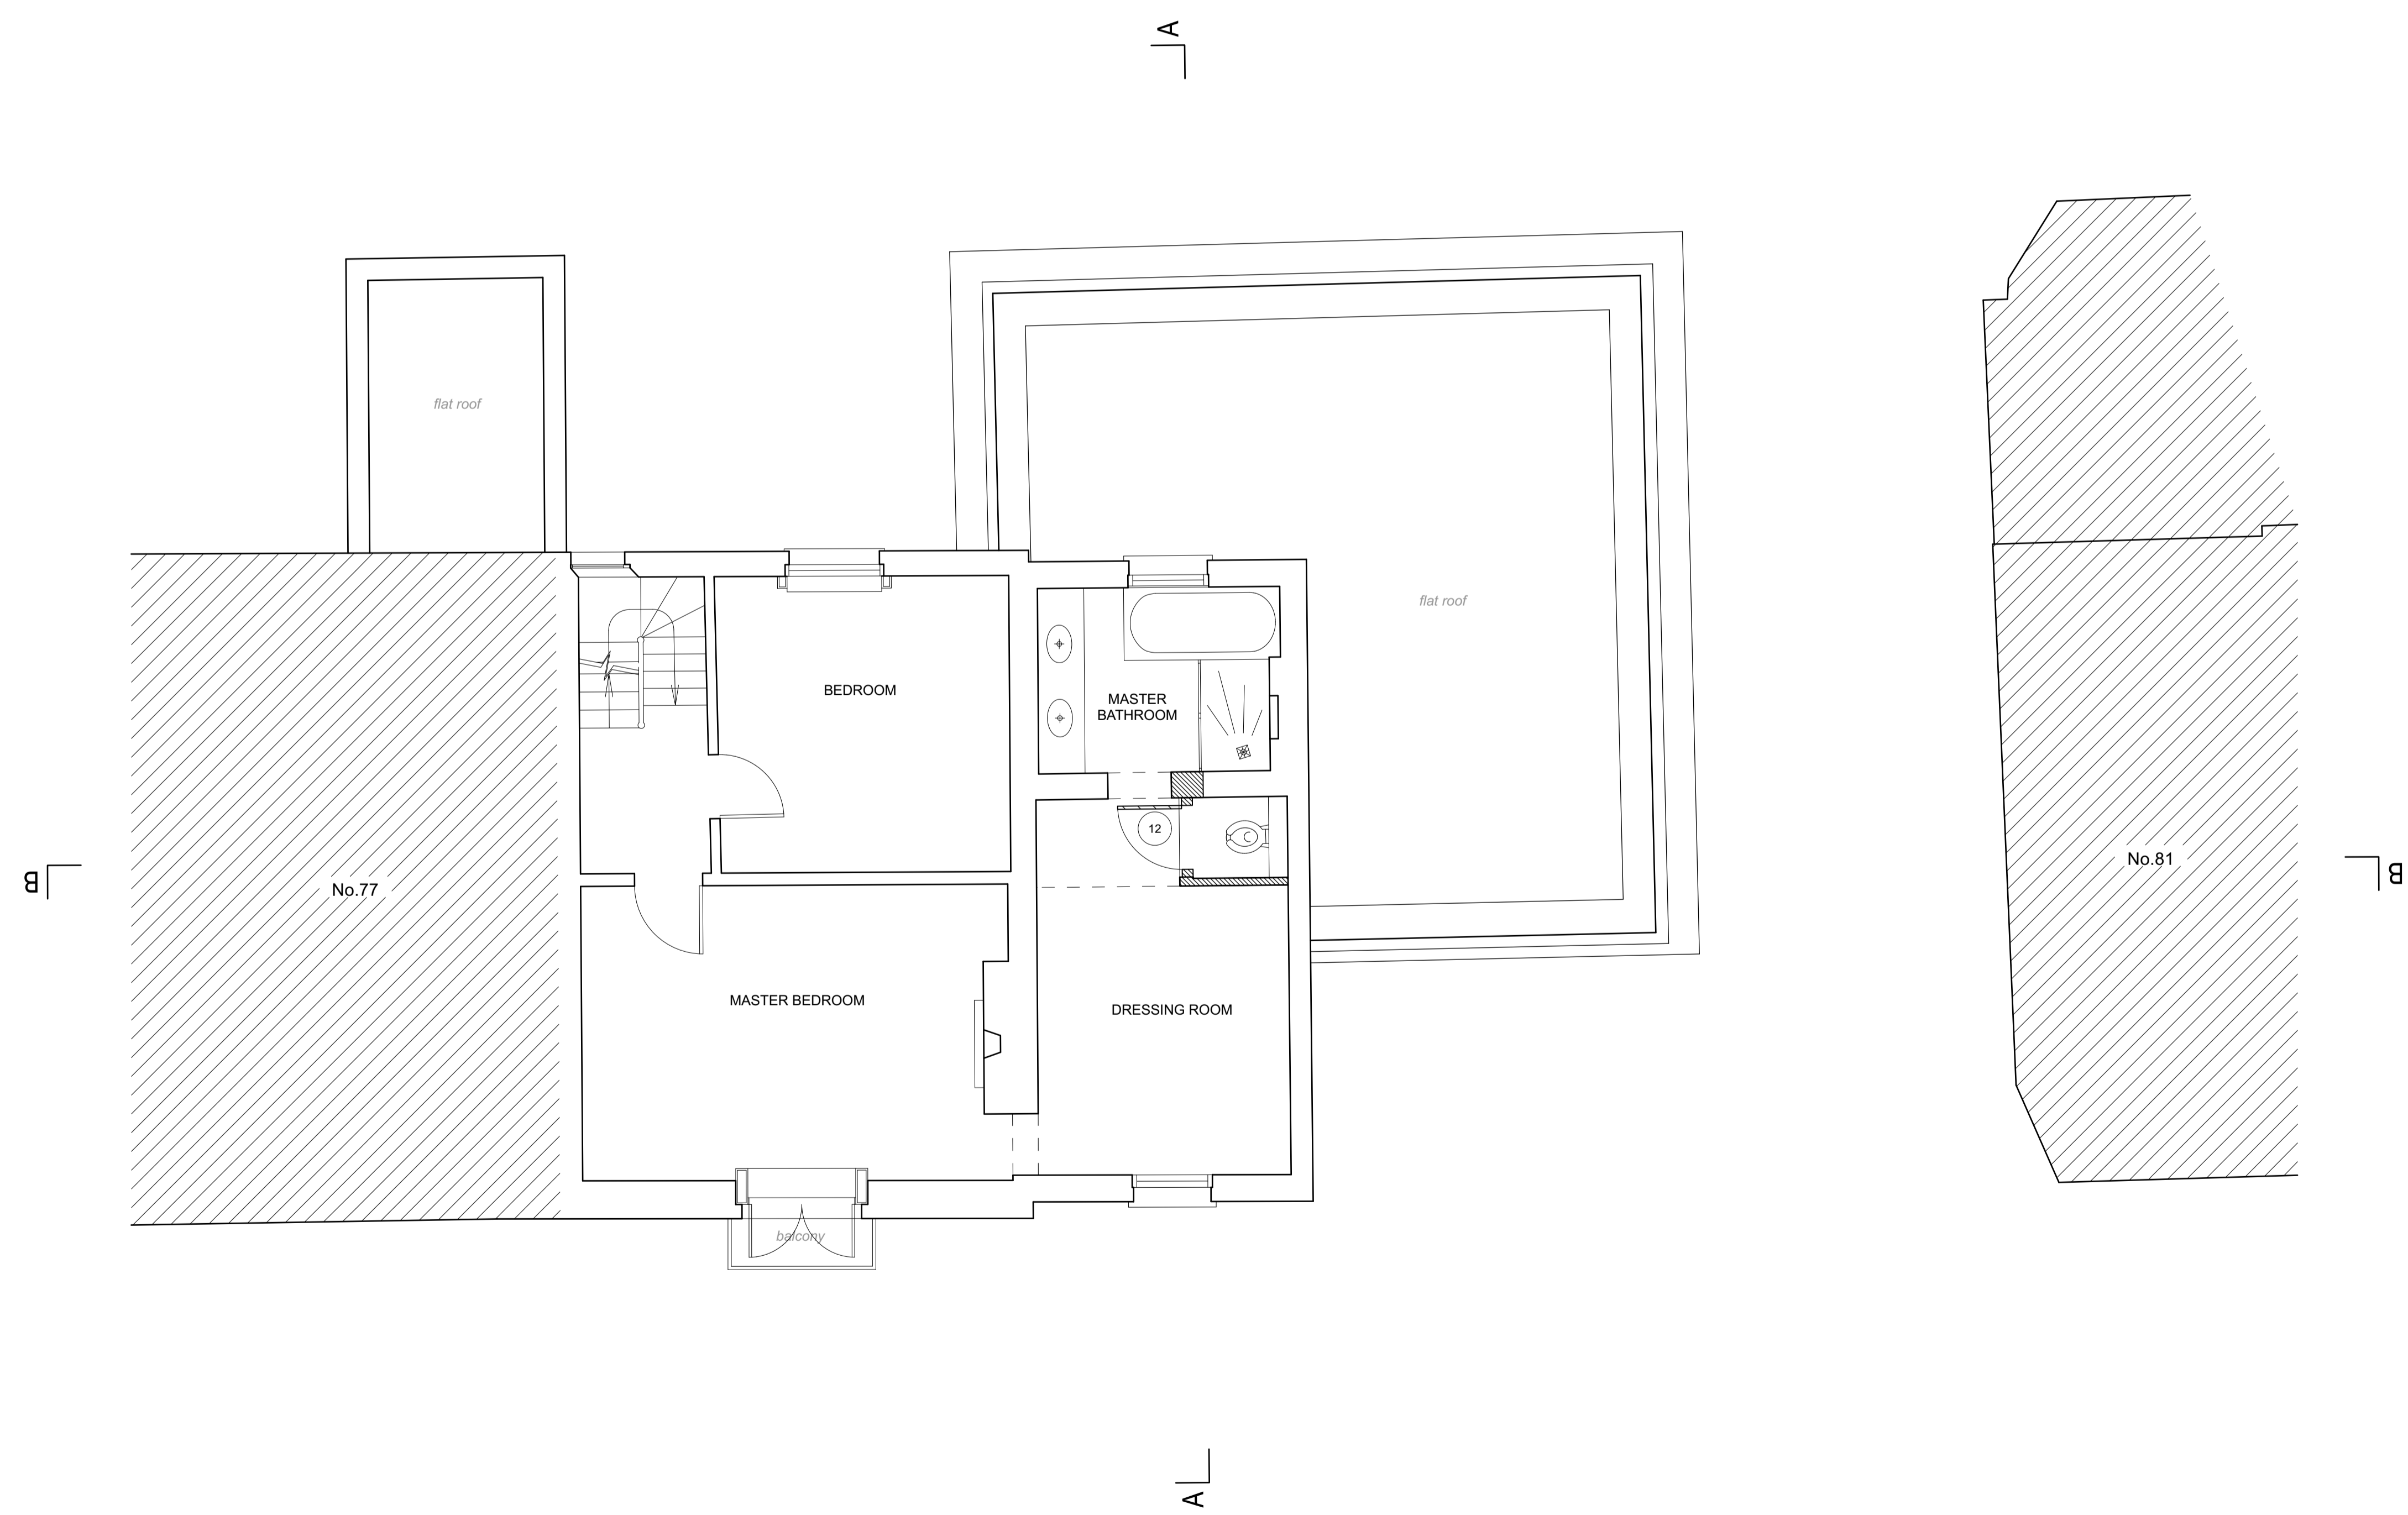 A
flat roof
flat roof
BEDROOM
MASTER
BATHROOM
12
No.81
B
No.77
B
MASTER BEDROOM
DRESSING ROOM
balcony
A